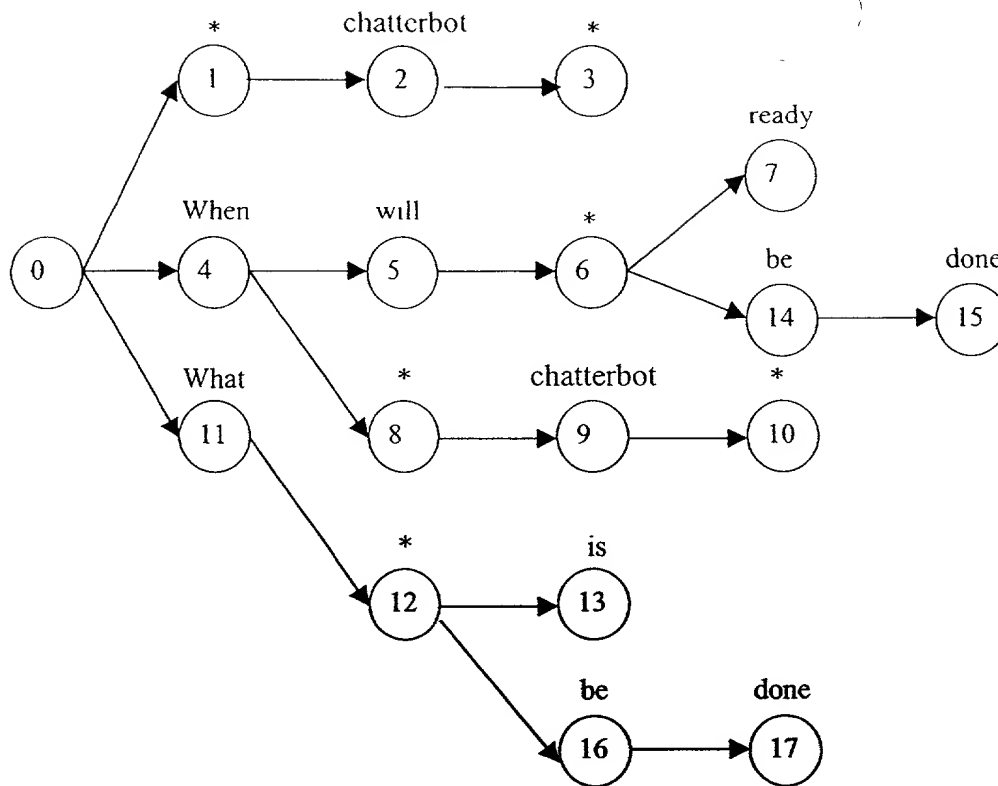 * chatterbot *
1 2 3
ready
7
When will *
0 4 5 6
be done
14 15
What * chatterbot *
11 8 9 10
* is
12 13
be done
16 17